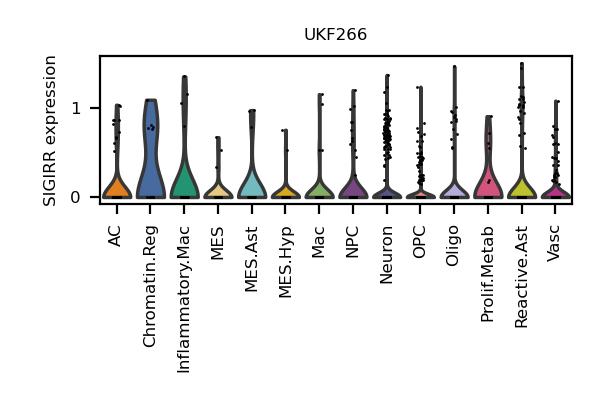 UKF266
SIGIRR expression
1
0
AC
Chromatin.Reg
Inflammatory.Mac
MES
MES.Ast
MES.Hyp
Mac
NPC
Neuron
OPC
Oligo
Prolif.Metab
Reactive.Ast
Vasc